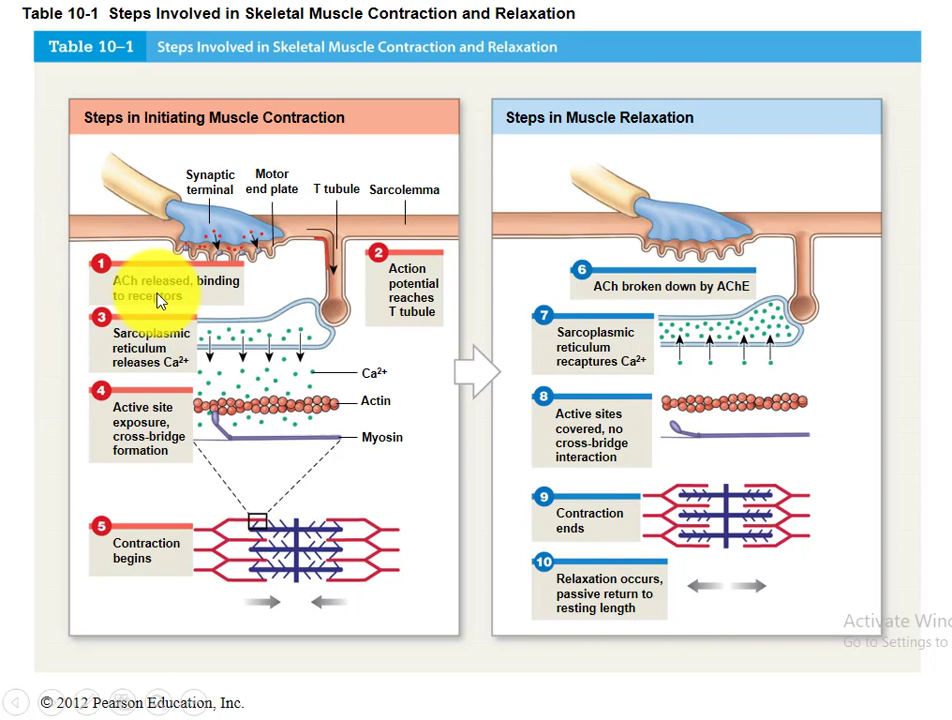 Table 10-1 Steps Involved in Skeletal Muscle Contraction and Relaxation
Table 10–1 Steps Involved in Skeletal Muscle Contraction and Relaxation
Steps in Initiating Muscle Contraction
Synaptic
terminal
Motor
end plate
T tubule
Sarcolemma
1
ACh released, binding
to receptors
2
Action
potential
reaches
T tubule
3
Sarcoplasmic
reticulum
releases Ca2+
Ca2+
4
Active site
exposure,
cross-bridge
formation
Actin
Myosin
5
Contraction
begins
Steps in Muscle Relaxation
6
ACh broken down by AChE
7
Sarcoplasmic
reticulum
recaptures Ca2+
8
Active sites
covered, no
cross-bridge
interaction
9
Contraction
ends
10
Relaxation occurs,
passive return to
resting length
Activate Win
Go to Settings to
© 2012 Pearson Education, Inc.